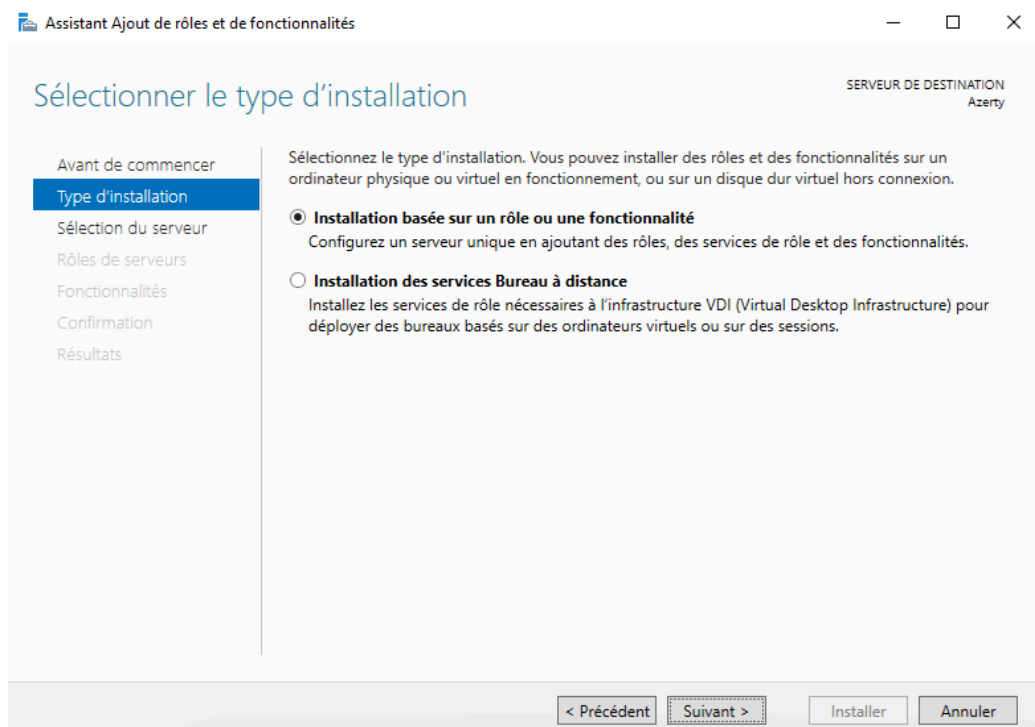 Assistant Ajout de rôles et de fonctionnalités
Sélectionner le type d’installation
SERVEUR DE DESTINATION
Azerty
Avant de commencer
Type d’installation
Sélection du serveur
Rôles de serveurs
Fonctionnalités
Confirmation
Résultats
Sélectionnez le type d’installation. Vous pouvez installer des rôles et des fonctionnalités sur un
ordinateur physique ou virtuel en fonctionnement, ou sur un disque dur virtuel hors connexion.
Installation basée sur un rôle ou une fonctionnalité
Configurez un serveur unique en ajoutant des rôles, des services de rôle et des fonctionnalités.
Installation des services Bureau à distance
Installez les services de rôle nécessaires à l’infrastructure VDI (Virtual Desktop Infrastructure) pour
déployer des bureaux basés sur des ordinateurs virtuels ou sur des sessions.
< Précédent Suivant > Installer Annuler